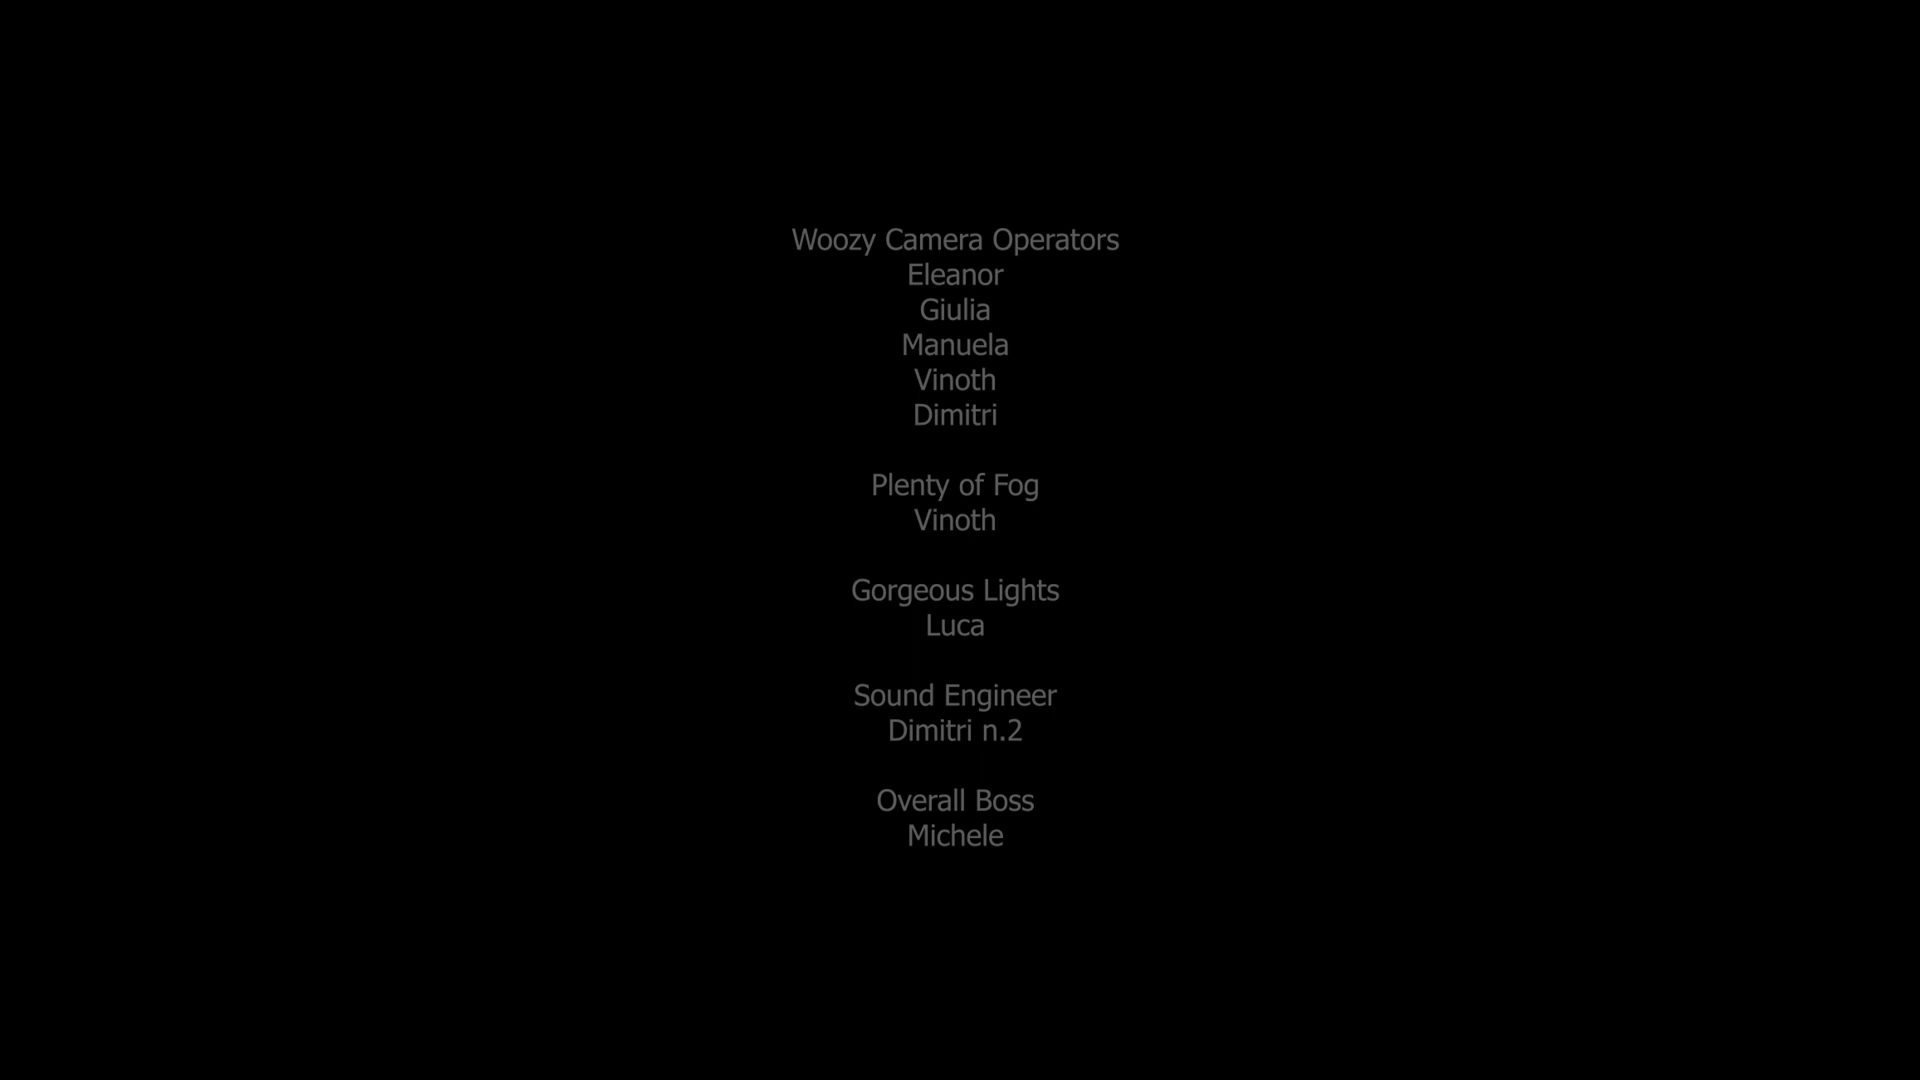 Woozy Camera Operators
Eleanor
Giulia
Manuela
Vinoth
Dimitri
Plenty of Fog
Vinoth
Gorgeous Lights
Luca
Sound Engineer
Dimitri n.2
Overall Boss
Michele